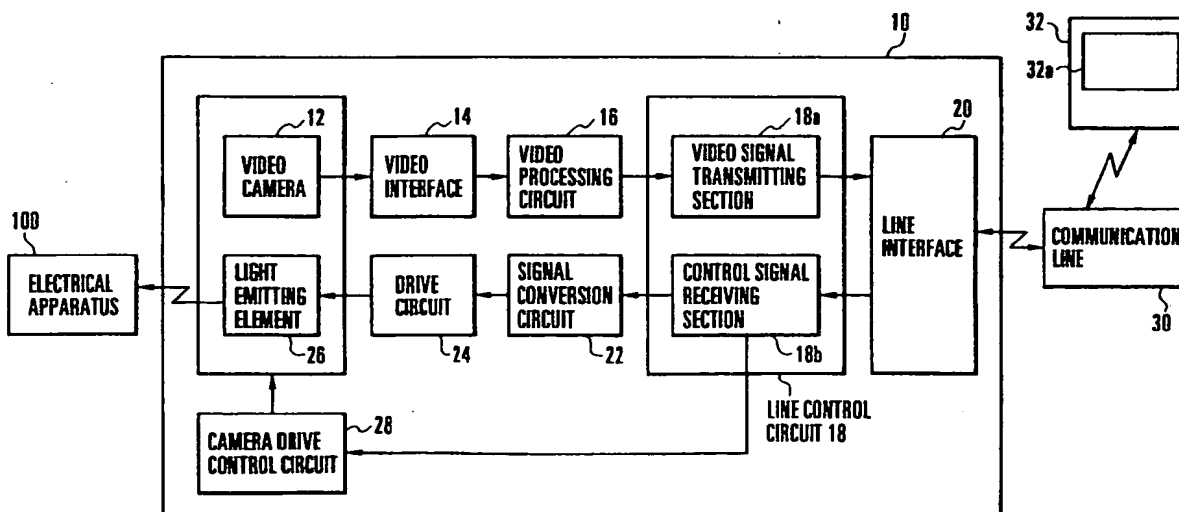 10
32
32a
12
14
16
18a
20
VIDEO
CAMERA
VIDEO
INTERFACE
VIDEO
PROCESSING
CIRCUIT
VIDEO SIGNAL
TRANSMITTING
SECTION
LINE
INTERFACE
100
ELECTRICAL
APPARATUS
LIGHT
EMITTING
ELEMENT
DRIVE
CIRCUIT
SIGNAL
CONVERSION
CIRCUIT
CONTROL SIGNAL
RECEIVING
SECTION
COMMUNICATION
LINE
26
24
22
18b
30
LINE CONTROL
CIRCUIT 18
28
CAMERA DRIVE
CONTROL CIRCUIT